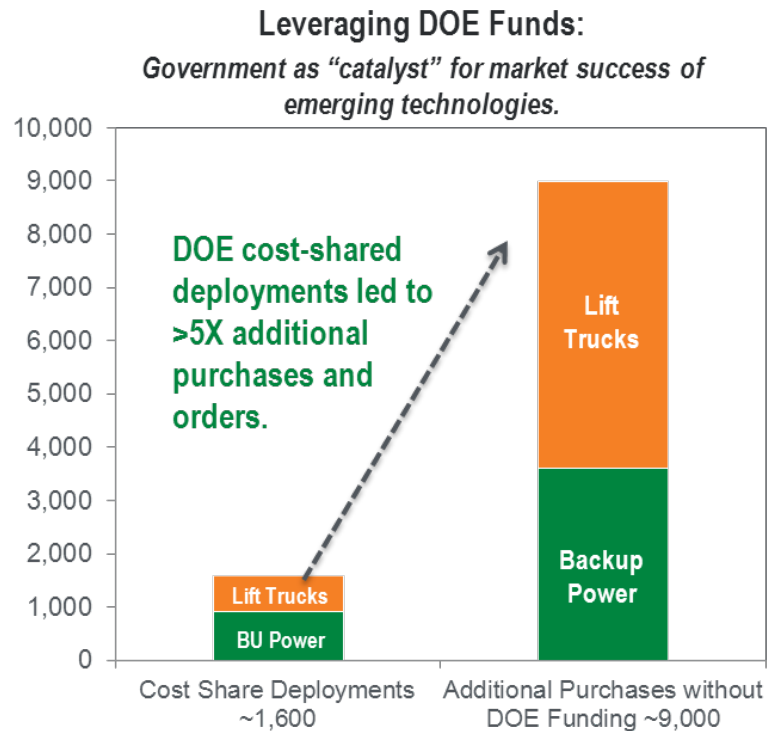 Leveraging DOE Funds:
Government as “catalyst” for market success of
emerging technologies.
10,000
9,000
8,000
7,000
6,000
5,000
4,000
3,000
2,000
1,000
0
DOE cost-shared
deployments led to
>5X additional
purchases and
orders.
Lift Trucks
BU Power
Lift
Trucks
Backup
Power
Cost Share Deployments
~1,600
Additional Purchases without
DOE Funding ~9,000